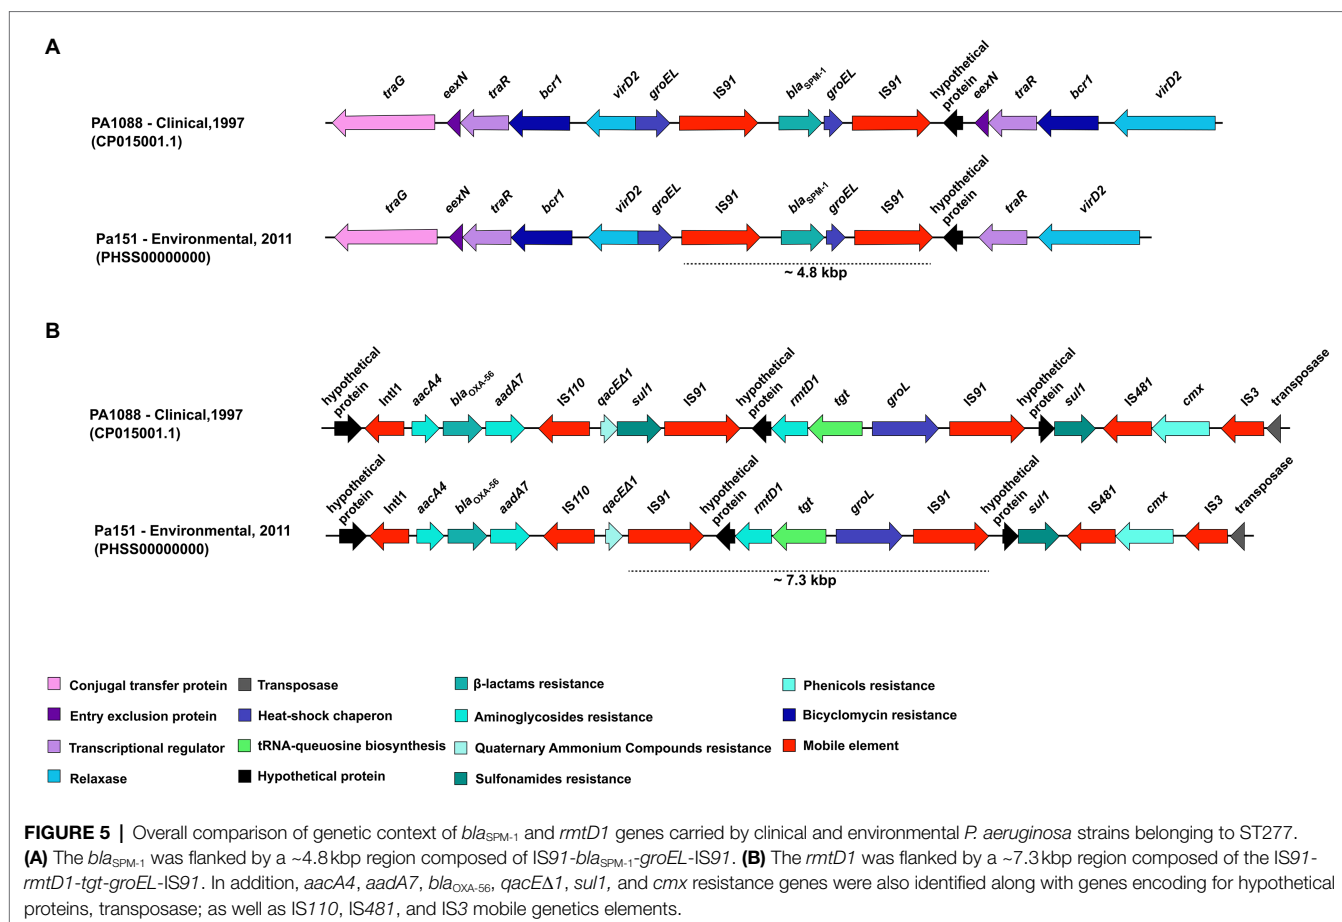 A
traG eexN traR bcr1 virD2 groEL IS91 blaSPM-1 groEL IS91 hypothetical protein eexN traR bcr1 virD2
PA1088 - Clinical,1997
(CP015001.1)
traG eexN traR bcr1 virD2 groEL IS91 blaSPM-1 groEL IS91 hypothetical protein traR virD2
Pa151 - Environmental, 2011
(PHSS00000000)
~ 4.8 kbp
B
hypothetical protein IntI1 aacA4 blaOXA-56 aadA7 IS110 qacEΔ1 sul1 IS91 hypothetical protein rmtD1 tgt groL IS91 hypothetical protein sul1 IS481 cmx IS3 transposase
PA1088 - Clinical,1997
(CP015001.1)
hypothetical protein IntI1 aacA4 blaOXA-56 aadA7 IS110 qacEΔ1 IS91 hypothetical protein rmtD1 tgt groL IS91 hypothetical protein sul1 IS481 cmx IS3 transposase
Pa151 - Environmental, 2011
(PHSS00000000)
~ 7.3 kbp
Conjugal transfer protein Transposase β-lactams resistance Phenicols resistance
Entry exclusion protein Heat-shock chaperon Aminoglycosides resistance Bicyclomycin resistance
Transcriptional regulator tRNA-queuosine biosynthesis Quaternary Ammonium Compounds resistance Mobile element
Relaxase Hypothetical protein Sulfonamides resistance
FIGURE 5 | Overall comparison of genetic context of blaSPM-1 and rmtD1 genes carried by clinical and environmental P. aeruginosa strains belonging to ST277.
(A) The blaSPM-1 was flanked by a ~4.8 kbp region composed of IS91-blaSPM-1-groEL-IS91. (B) The rmtD1 was flanked by a ~7.3 kbp region composed of the IS91-
rmtD1-tgt-groEL-IS91. In addition, aacA4, aadA7, blaOXA-56, qacEΔ1, sul1, and cmx resistance genes were also identified along with genes encoding for hypothetical
proteins, transposase; as well as IS110, IS481, and IS3 mobile genetics elements.